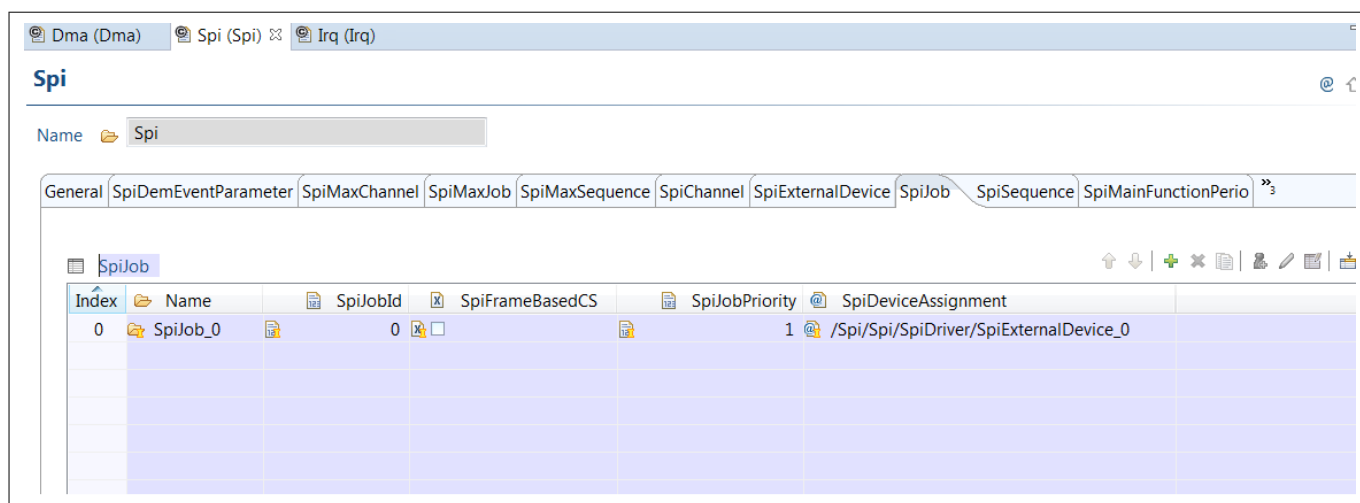 Dma (Dma) Spi (Spi) Irq (Irq)
Spi
Name Spi
General SpiDemEventParameter SpiMaxChannel SpiMaxJob SpiMaxSequence SpiChannel SpiExternalDevice SpiJob SpiSequence SpiMainFunctionPerio »3
SpiJob
Index Name SpiJobId SpiFrameBasedCS SpiJobPriority SpiDeviceAssignment
0 SpiJob_0 0 1 /Spi/Spi/SpiDriver/SpiExternalDevice_0